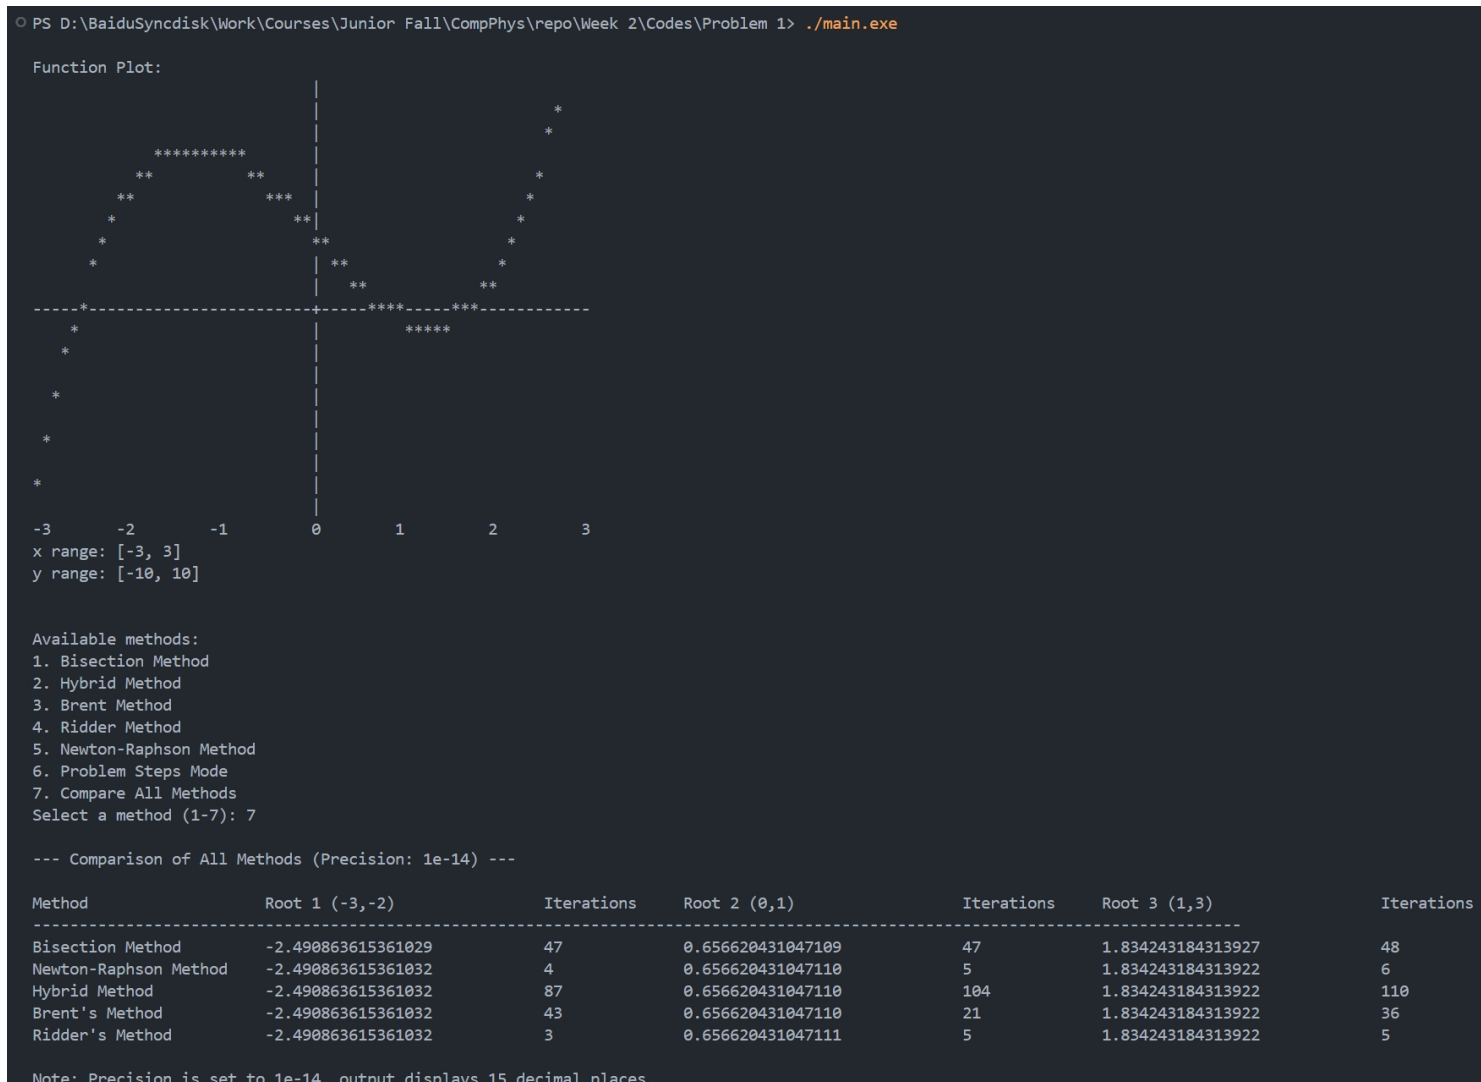 PS D:\BaiduSyncdisk\Work\Courses\Junior Fall\CompPhys\repo\Week 2\Codes\Problem 1> ./main.exe
Function Plot:
|
| *
| *
********** |
** ** | *
** *** | *
* **| *
* ** *
* | ** *
| ** **
-----*------------------------+-----****-----***------------
* | *****
* |
|
* |
|
* |
|
* |
|
-3 -2 -1 0 1 2 3
x range: [-3, 3]
y range: [-10, 10]
Available methods:
1. Bisection Method
2. Hybrid Method
3. Brent Method
4. Ridder Method
5. Newton-Raphson Method
6. Problem Steps Mode
7. Compare All Methods
Select a method (1-7): 7
--- Comparison of All Methods (Precision: 1e-14) ---
Method Root 1 (-3,-2) Iterations Root 2 (0,1) Iterations Root 3 (1,3) Iterations
----------------------------------------------------------------------------------------------------------------------------------
Bisection Method -2.490863615361029 47 0.656620431047109 47 1.834243184313927 48
Newton-Raphson Method -2.490863615361032 4 0.656620431047110 5 1.834243184313922 6
Hybrid Method -2.490863615361032 87 0.656620431047110 104 1.834243184313922 110
Brent's Method -2.490863615361032 43 0.656620431047110 21 1.834243184313922 36
Ridder's Method -2.490863615361032 3 0.656620431047111 5 1.834243184313922 5
Note: Precision is set to 1e-14, output displays 15 decimal places